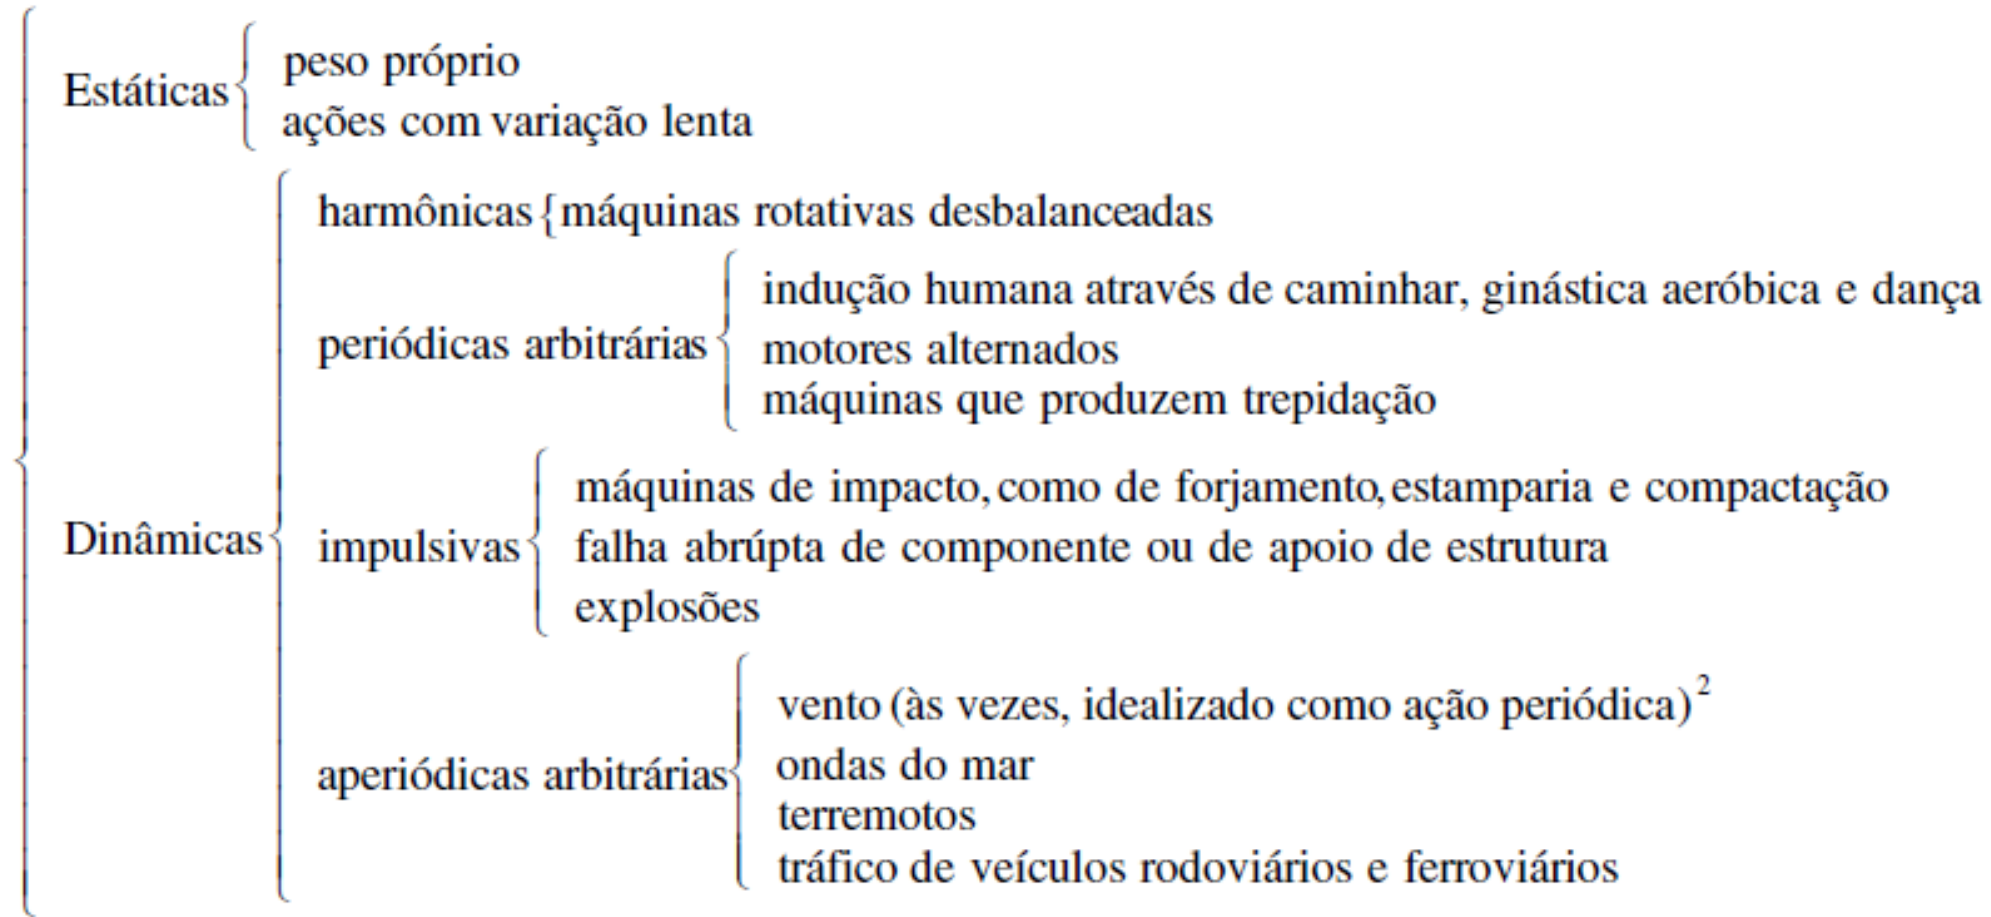 Estáticas
peso próprio
ações com variação lenta
Dinâmicas
harmônicas {máquinas rotativas desbalanceadas
periódicas arbitrárias
indução humana através de caminhar, ginástica aeróbica e dança
motores alternados
máquinas que produzem trepidação
impulsivas
máquinas de impacto, como de forjamento, estamparia e compactação
falha abrúpta de componente ou de apoio de estrutura
explosões
aperiódicas arbitrárias
vento (às vezes, idealizado como ação periódica)²
ondas do mar
terremotos
tráfico de veículos rodoviários e ferroviários